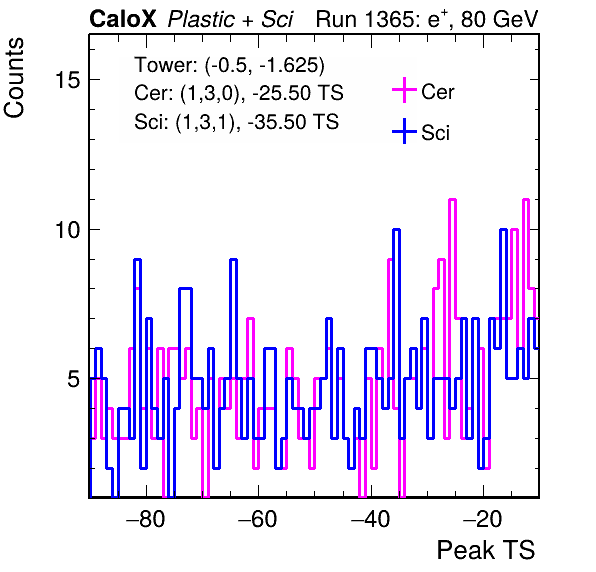 CaloX Plastic + Sci Run 1365: e+, 80 GeV
Tower: (-0.5, -1.625)
Cer: (1,3,0), -25.50 TS
Sci: (1,3,1), -35.50 TS
Cer
Sci
Counts
15
10
5
−80 −60 −40 −20
Peak TS